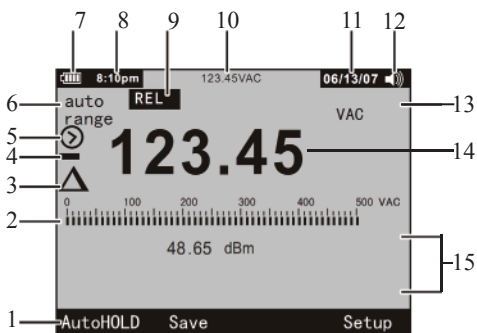 7 8 9 10 11 12
8:10pm 123.45VAC 06/13/07
6 auto range REL VAC 13
5
4 123.45 14
3
0 100 200 300 400 500 VAC
2
48.65 dBm
15
1 AutoHOLD Save Setup